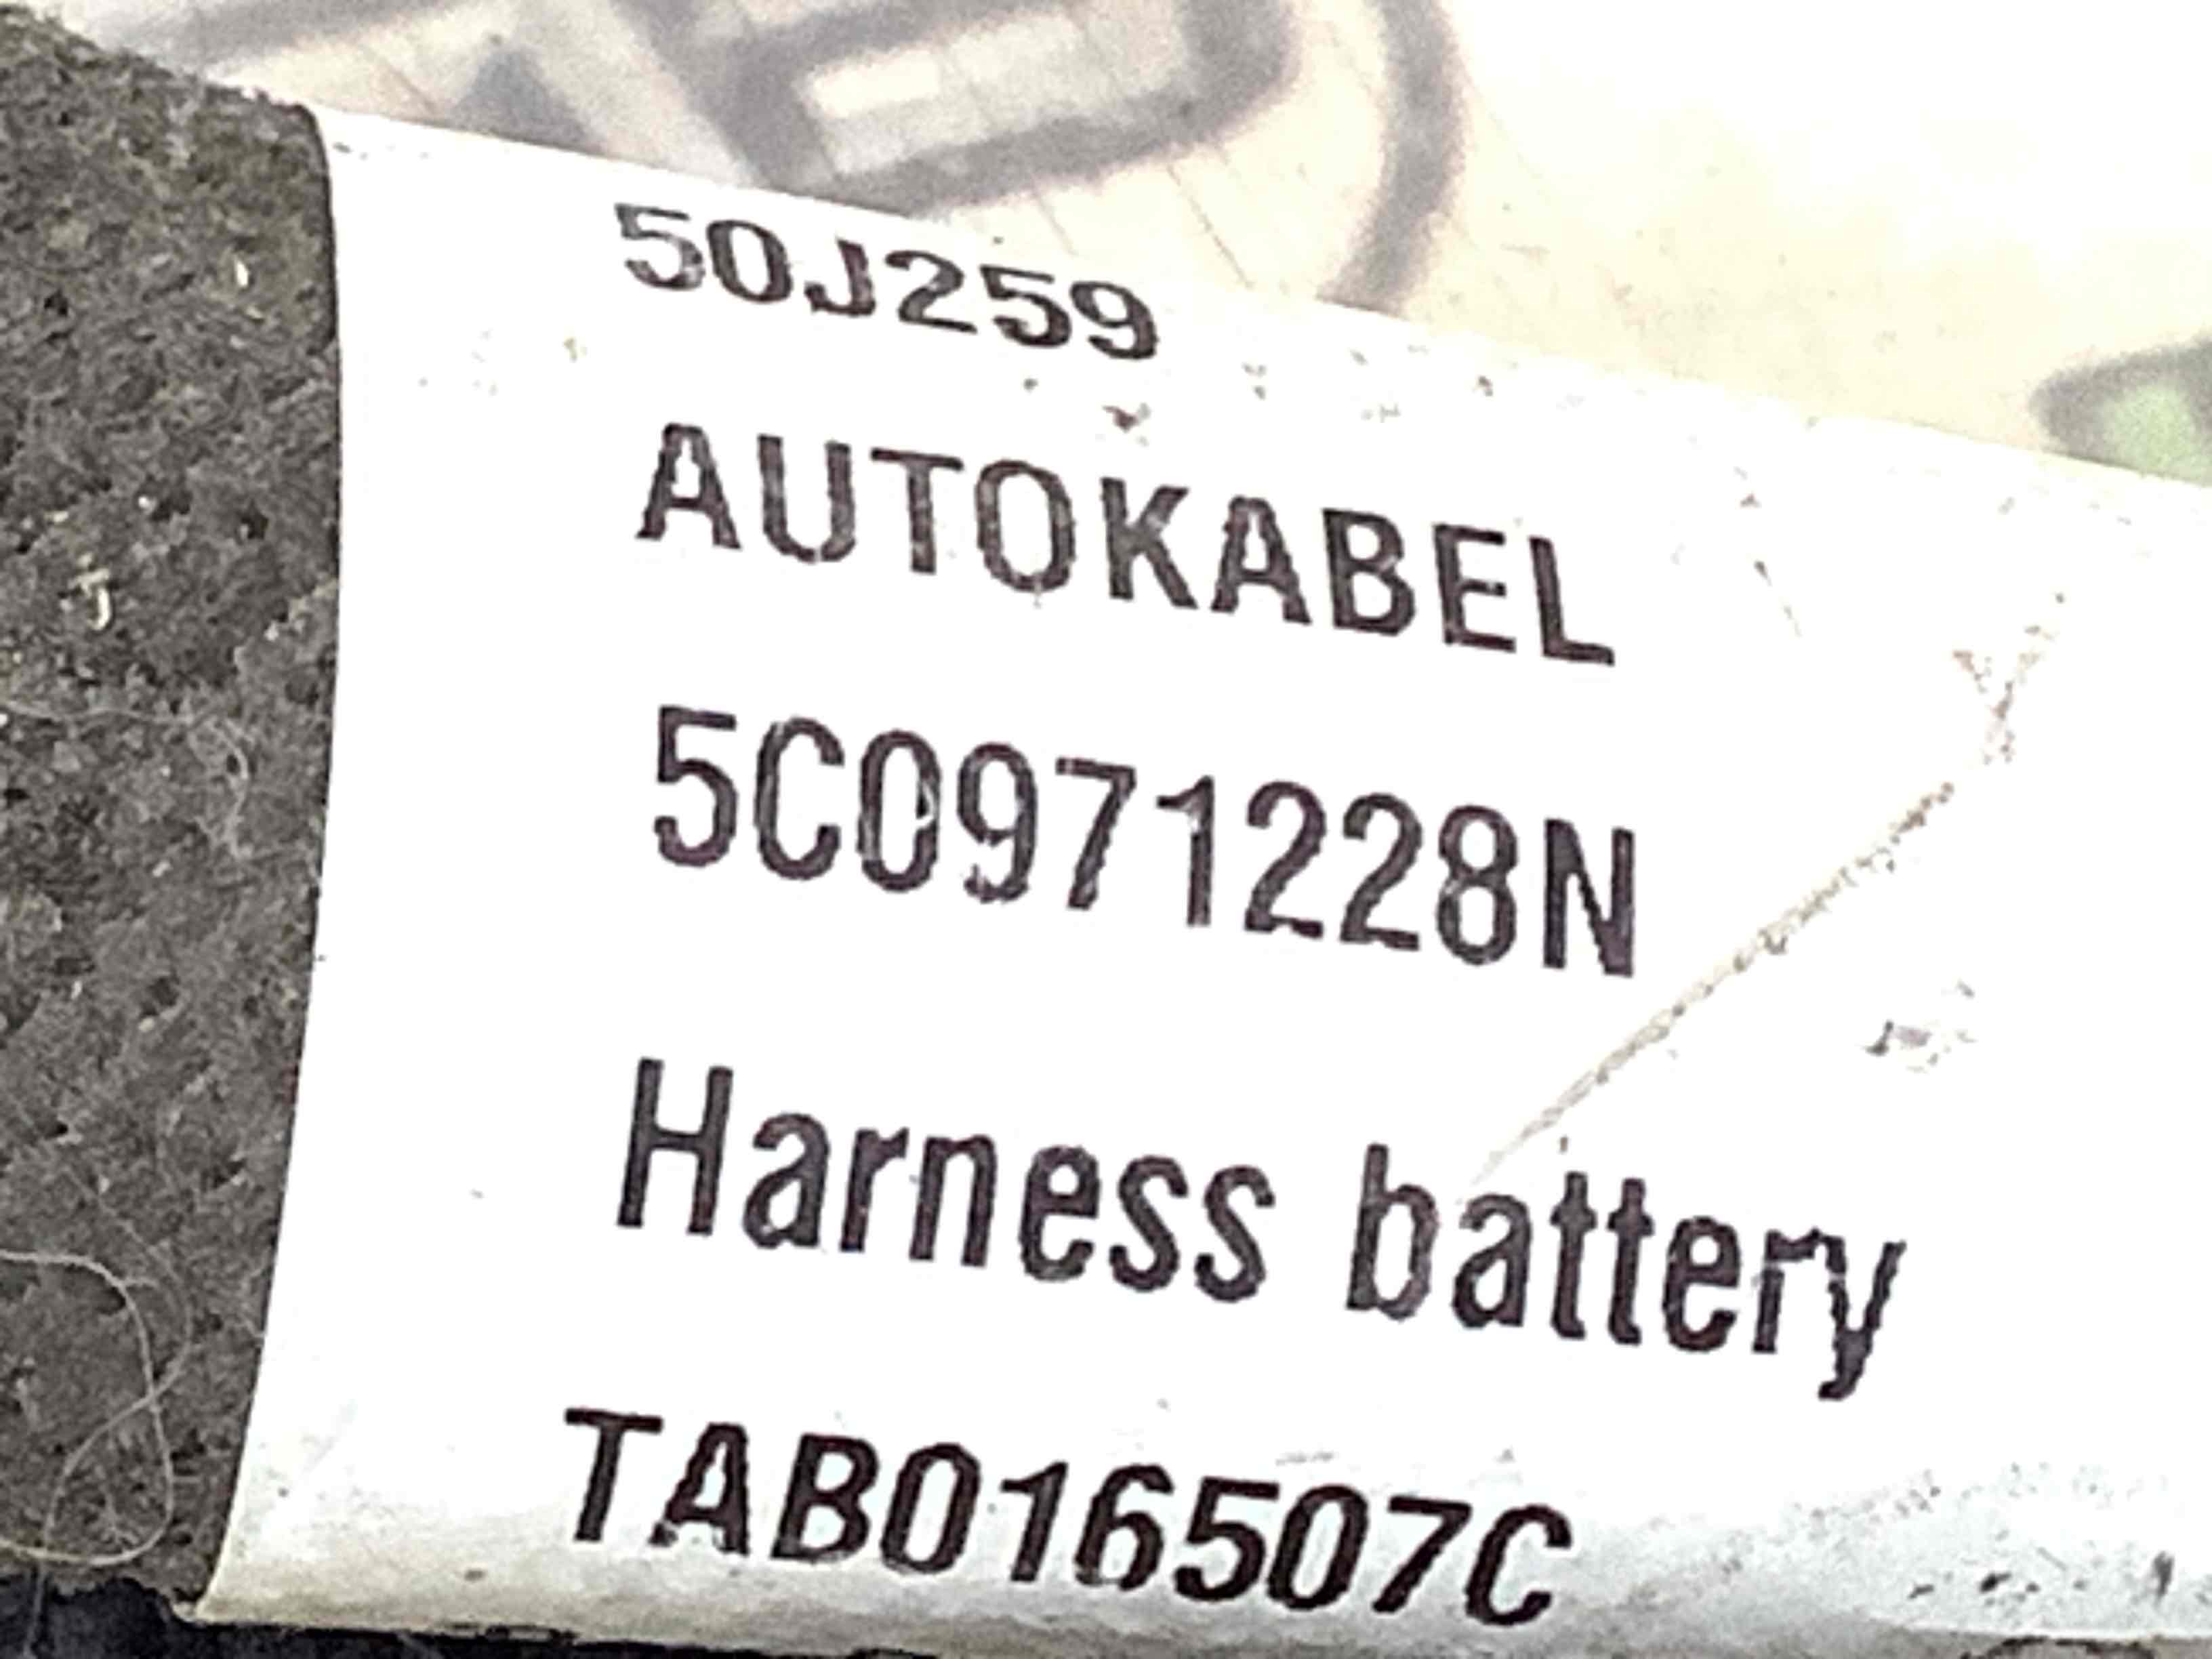 50J259
AUTOKABEL
5C0971228N
Harness battery
TAB016507C